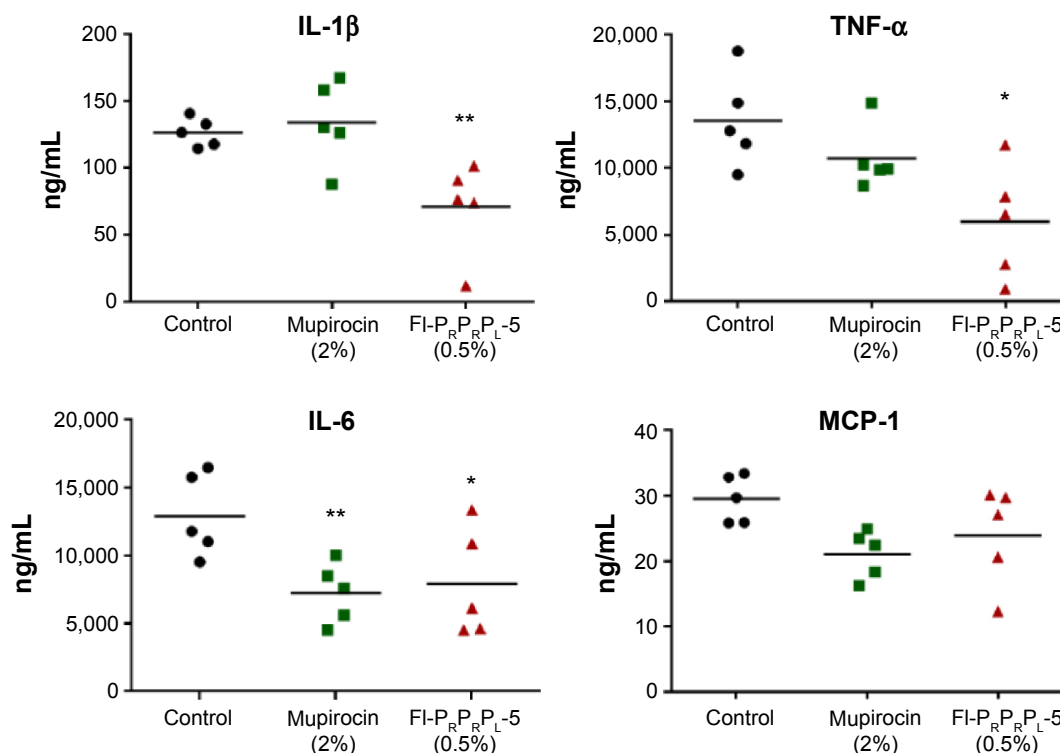 IL-1β
200
150
100
50
0
ng/mL
**
Control
Mupirocin
(2%)
Fl-PRPRPL-5
(0.5%)
TNF-α
20,000
15,000
10,000
5,000
0
ng/mL
*
Control
Mupirocin
(2%)
Fl-PRPRPL-5
(0.5%)
IL-6
20,000
15,000
10,000
5,000
0
ng/mL
**
*
Control
Mupirocin
(2%)
Fl-PRPRPL-5
(0.5%)
MCP-1
40
30
20
10
0
ng/mL
Control
Mupirocin
(2%)
Fl-PRPRPL-5
(0.5%)